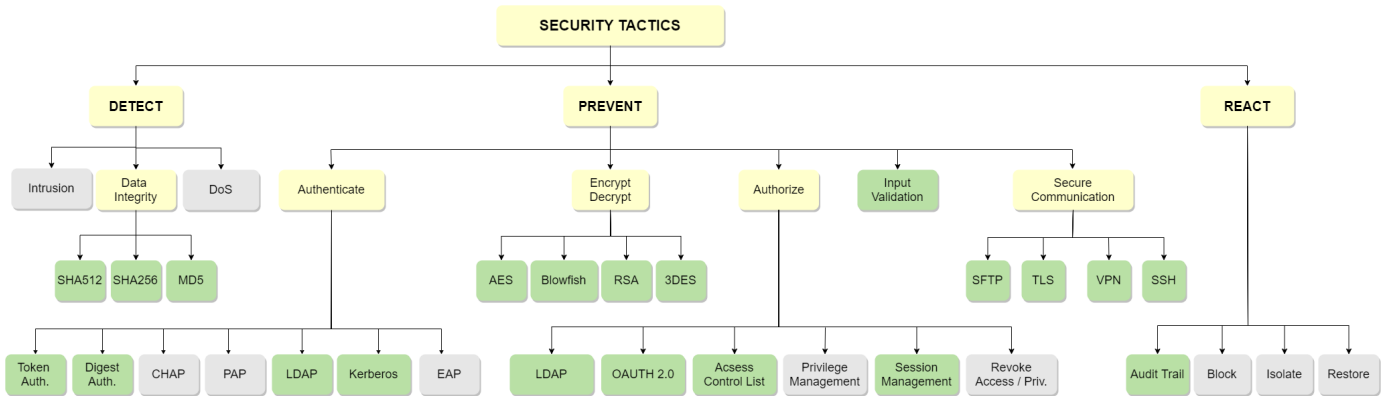 SECURITY TACTICS
DETECT
PREVENT
REACT
Intrusion
Data
Integrity
DoS
Authenticate
Encrypt
Decrypt
Authorize
Input
Validation
Secure
Communication
SHA512
SHA256
MD5
AES
Blowfish
RSA
3DES
SFTP
TLS
VPN
SSH
Token
Auth.
Digest
Auth.
CHAP
PAP
LDAP
Kerberos
EAP
LDAP
OAUTH 2.0
Acsess
Control List
Privilege
Management
Session
Management
Revoke
Access / Priv.
Audit Trail
Block
Isolate
Restore